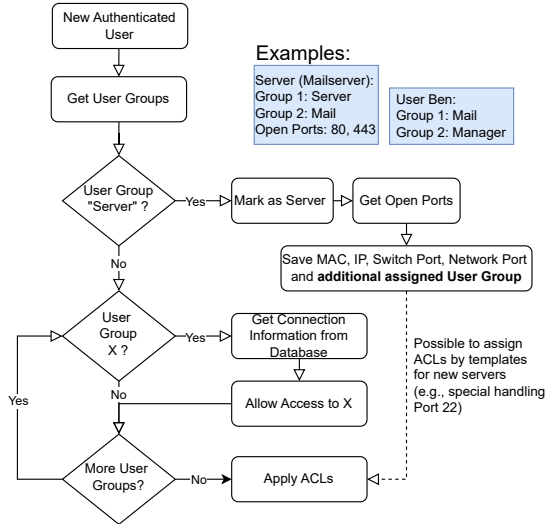 New Authenticated
User
Get User Groups
Examples:
Server (Mailserver):
Group 1: Server
Group 2: Mail
Open Ports: 80, 443
User Ben:
Group 1: Mail
Group 2: Manager
User Group
"Server" ?
Yes
Mark as Server
Get Open Ports
No
Save MAC, IP, Switch Port, Network Port
and additional assigned User Group
User
Group
X ?
Yes
Get Connection
Information from
Database
Possible to assign
ACLs by templates
for new servers
(e.g., special handling
Port 22)
No
Allow Access to X
Yes
More User
Groups?
No
Apply ACLs